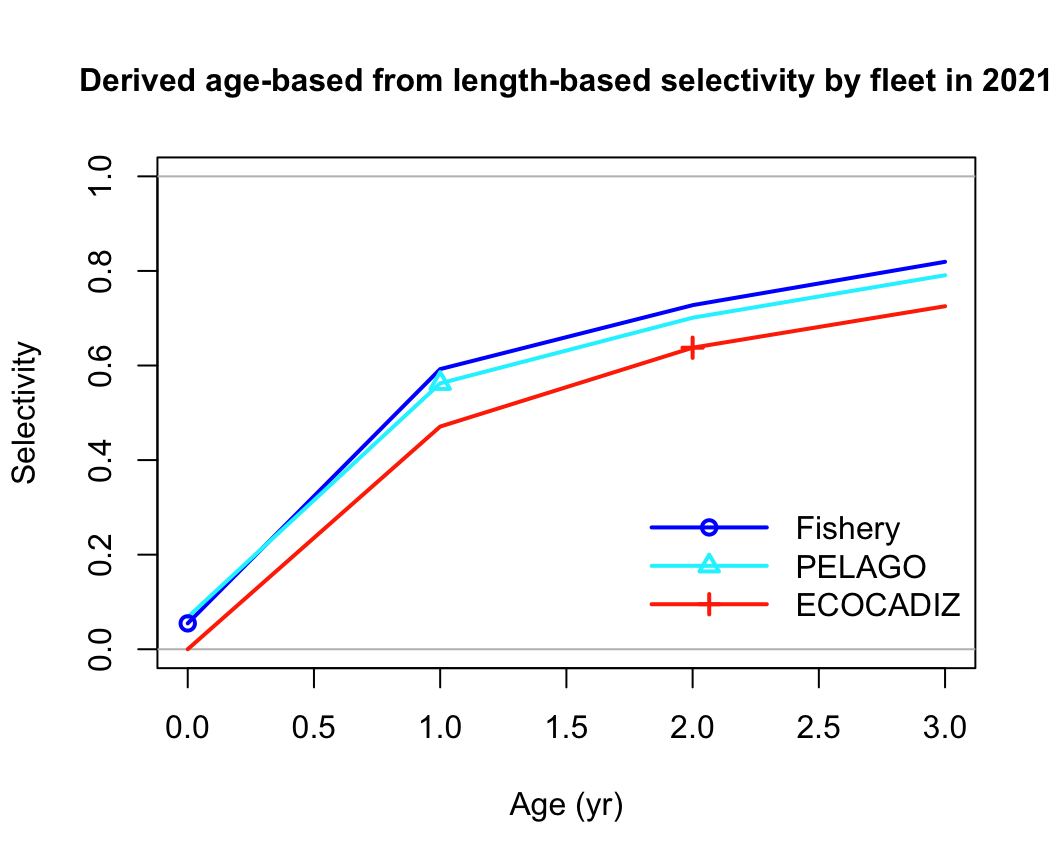 Derived age-based from length-based selectivity by fleet in 2021
Selectivity
1.0
0.8
0.6
0.4
0.2
0.0
Fishery
PELAGO
ECOCADIZ
0.0 0.5 1.0 1.5 2.0 2.5 3.0
Age (yr)